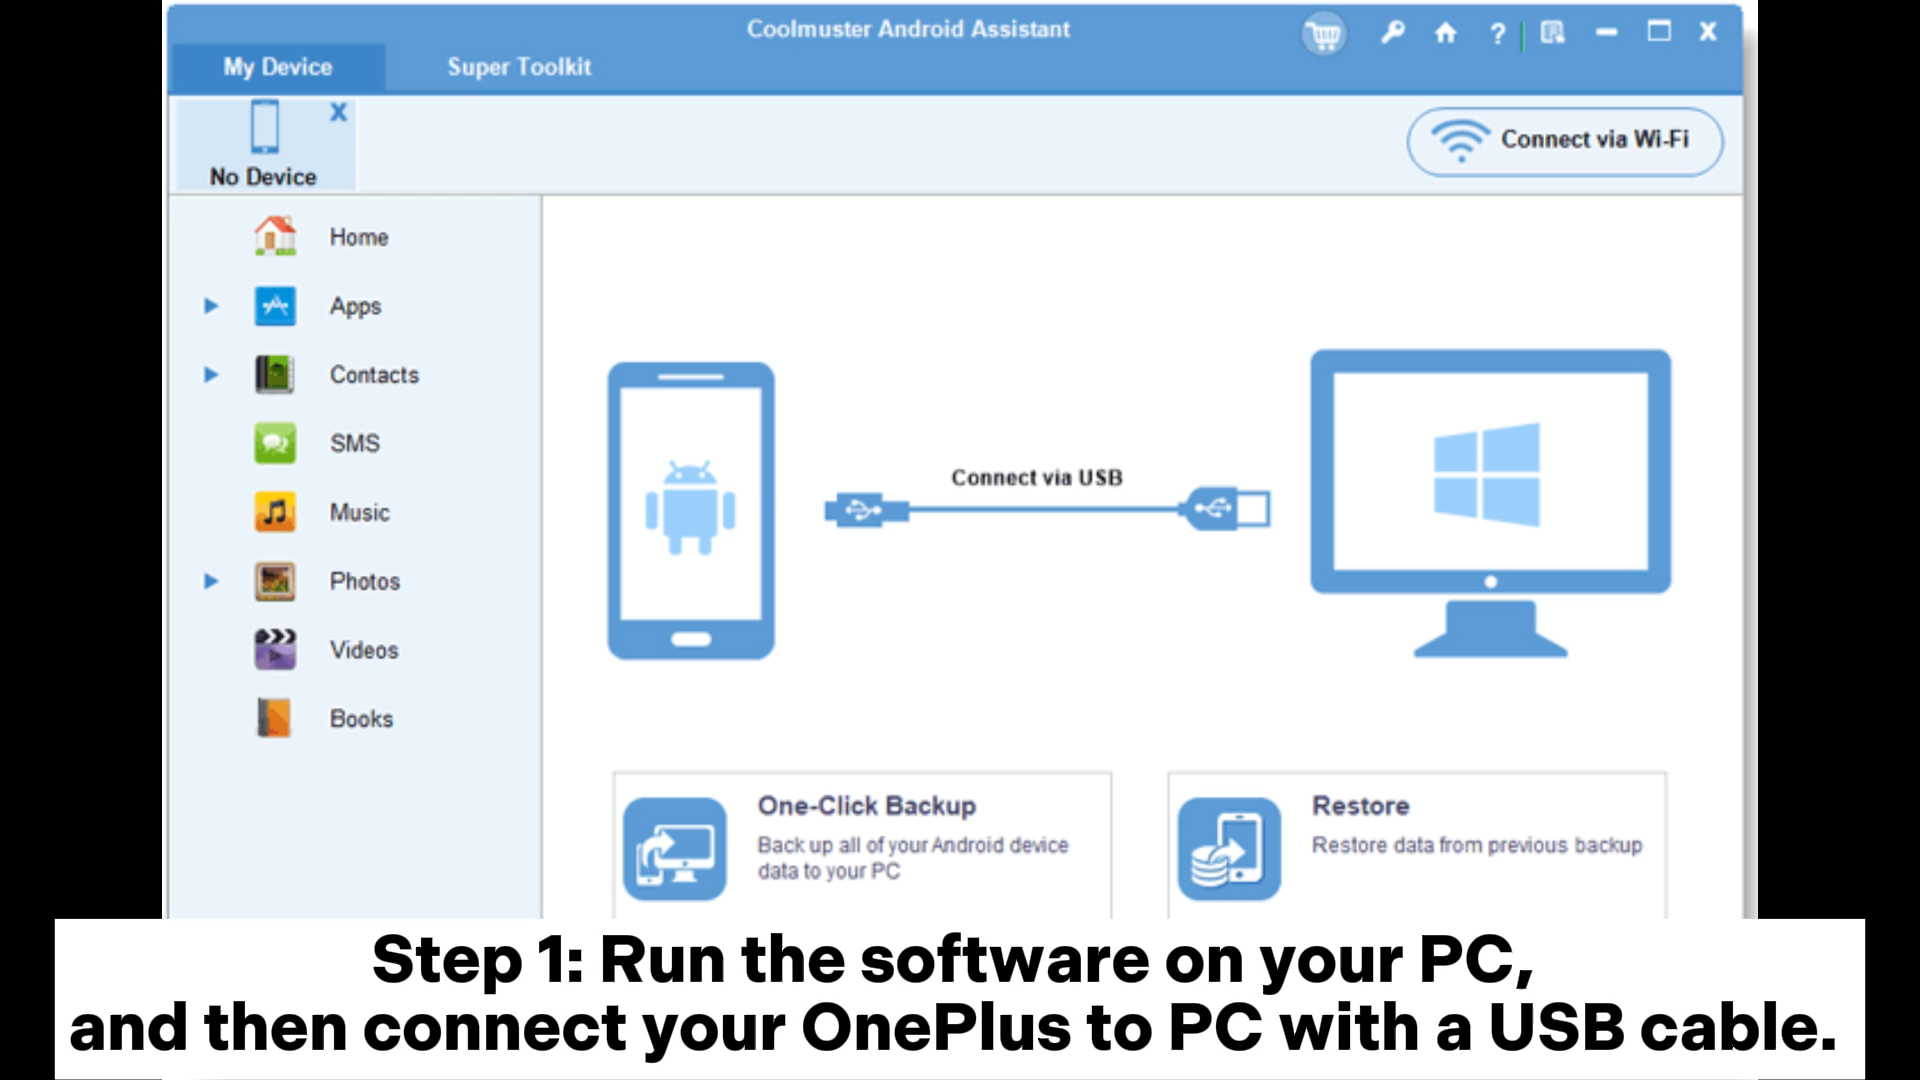 Coolmuster Android Assistant
My Device
Super Toolkit
No Device
Connect via Wi-Fi
Home
Apps
Contacts
SMS
Music
Photos
Videos
Books
Connect via USB
One-Click Backup
Back up all of your Android device
data to your PC
Restore
Restore data from previous backup
Step 1: Run the software on your PC,
and then connect your OnePlus to PC with a USB cable.